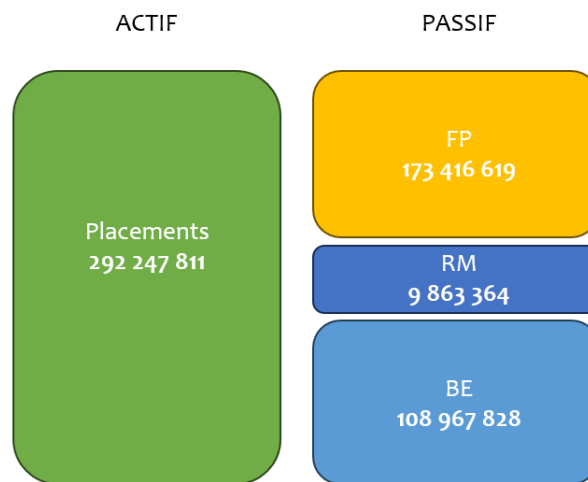 ACTIF
PASSIF
Placements
292 247 811
FP
173 416 619
RM
9 863 364
BE
108 967 828